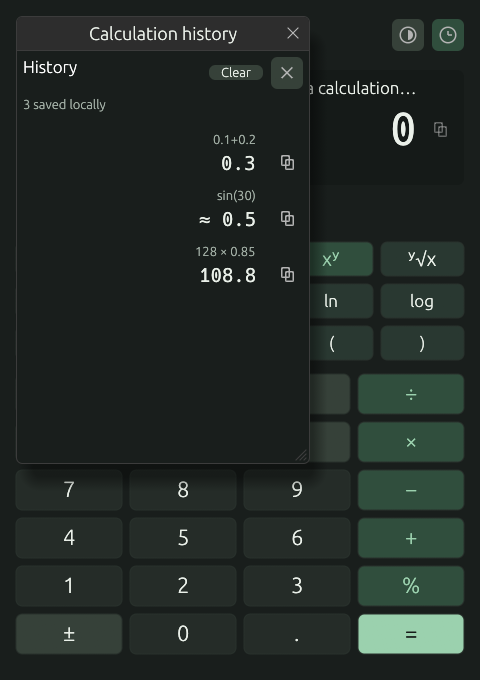 Calculation history
History
Clear
3 saved locally
a calculation…
0
0.1+0.2
0.3
sin(30)
≈ 0.5
128 × 0.85
108.8
xʸ
ʸ√x
ln
log
(
)
÷
×
7
8
9
−
4
5
6
+
1
2
3
%
±
0
.
=